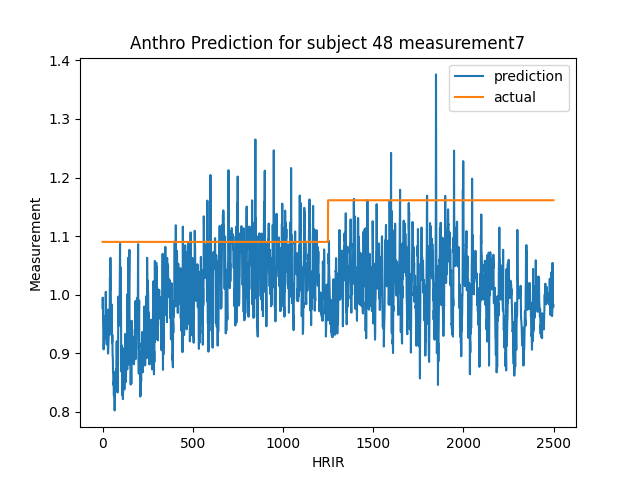 Anthro Prediction for subject 48 measurement7
prediction
actual
Measurement
1.4
1.3
1.2
1.1
1.0
0.9
0.8
0
500
1000
1500
2000
2500
HRIR